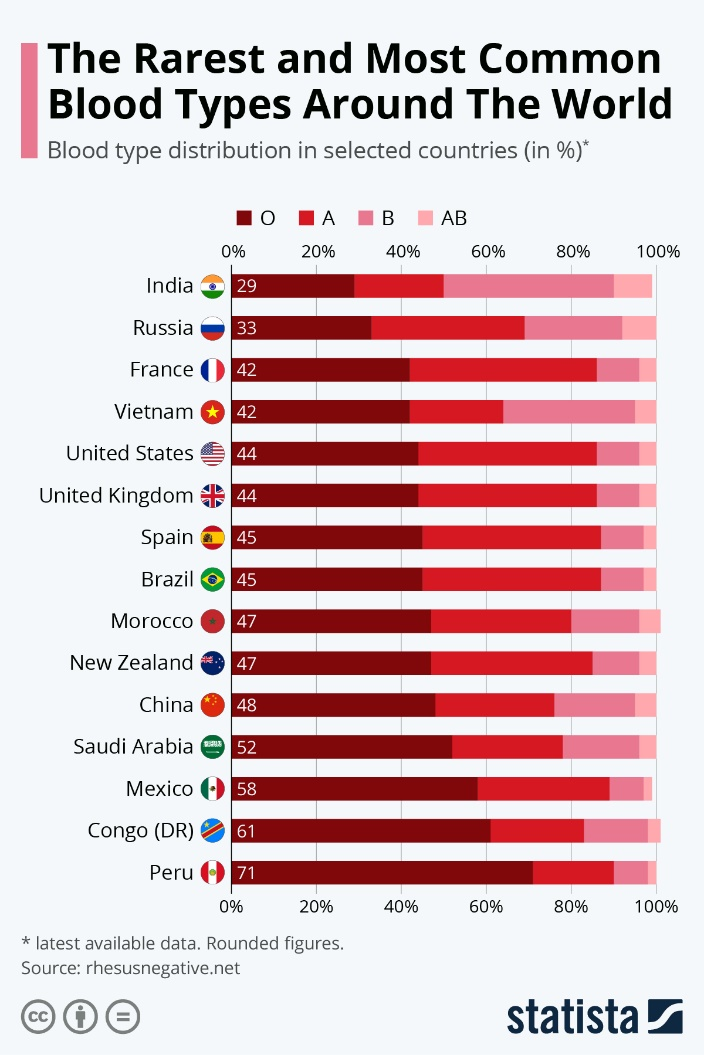 The Rarest and Most Common
Blood Types Around The World
Blood type distribution in selected countries (in %)*
O A B AB
0% 20% 40% 60% 80% 100%
India 29
Russia 33
France 42
Vietnam 42
United States 44
United Kingdom 44
Spain 45
Brazil 45
Morocco 47
New Zealand 47
China 48
Saudi Arabia 52
Mexico 58
Congo (DR) 61
Peru 71
0% 20% 40% 60% 80% 100%
* latest available data. Rounded figures.
Source: rhesusnegative.net
cc
statista